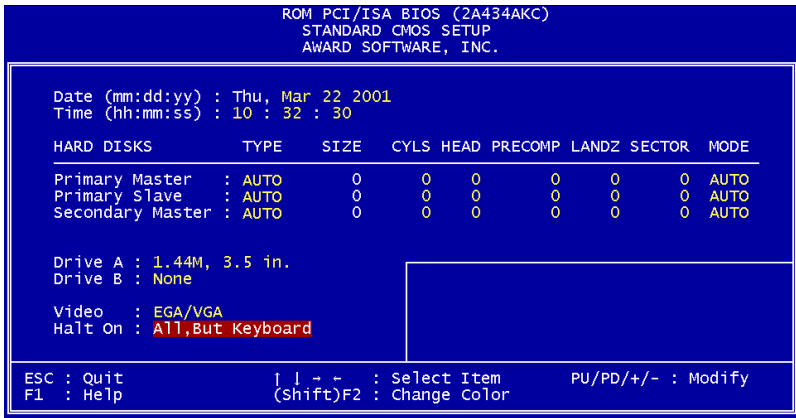 ROM PCI/ISA BIOS (2A434AKC)
STANDARD CMOS SETUP
AWARD SOFTWARE, INC.
Date (mm:dd:yy) : Thu, Mar 22 2001
Time (hh:mm:ss) : 10 : 32 : 30
HARD DISKS TYPE SIZE CYLS HEAD PRECOMP LANDZ SECTOR MODE
Primary Master : AUTO 0 0 0 0 0 0 AUTO
Primary Slave : AUTO 0 0 0 0 0 0 AUTO
Secondary Master : AUTO 0 0 0 0 0 0 AUTO
Drive A : 1.44M, 3.5 in.
Drive B : None
Video : EGA/VGA
Halt On : All,But Keyboard
ESC : Quit ↑ ↓ → ← : Select Item PU/PD/+/- : Modify
F1 : Help (Shift)F2 : Change Color